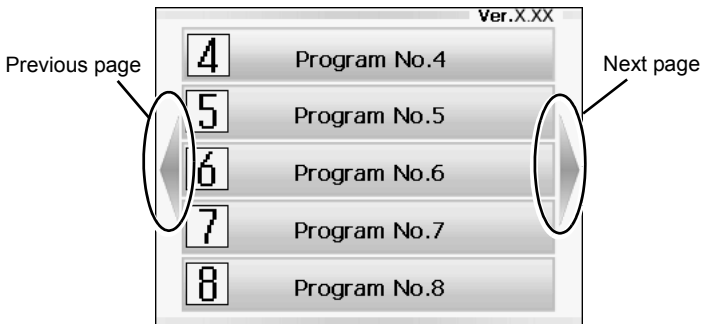 Ver.X.XX
4 Program No.4
Previous page
Next page
5 Program No.5
6 Program No.6
7 Program No.7
8 Program No.8